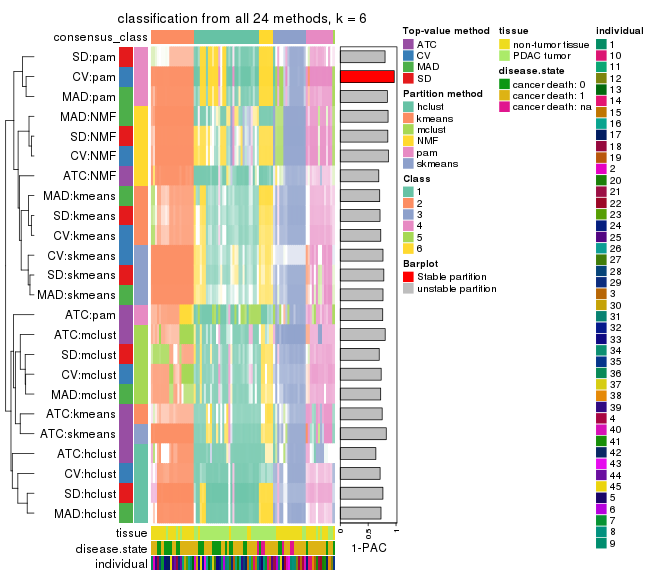 classification from all 24 methods, k = 6
consensus_class
SD:pam
CV:pam
MAD:pam
MAD:NMF
SD:NMF
CV:NMF
ATC:NMF
MAD:kmeans
SD:kmeans
CV:kmeans
CV:skmeans
SD:skmeans
MAD:skmeans
ATC:pam
ATC:mclust
SD:mclust
CV:mclust
MAD:mclust
ATC:kmeans
ATC:skmeans
ATC:hclust
CV:hclust
SD:hclust
MAD:hclust
tissue
disease.state
individual
0
0.5
1
1-PAC
Top-value method
ATC
CV
MAD
SD
Partition method
hclust
kmeans
mclust
NMF
pam
skmeans
Class
1
2
3
4
5
6
Barplot
Stable partition
unstable partition
tissue
non-tumor tissue
PDAC tumor
disease.state
cancer death: 0
cancer death: 1
cancer death: na
individual
1
10
11
12
13
14
15
16
17
18
19
2
20
21
22
23
24
25
26
27
28
29
3
30
31
32
33
34
35
36
37
38
39
4
40
41
42
43
44
45
5
6
7
8
9